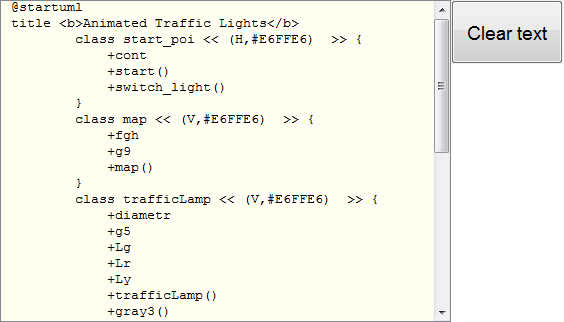 @startuml
title <b>Animated Traffic Lights</b>
class start_poi << (H,#E6FFE6)  >> {
+cont
+start()
+switch_light()
}
class map << (V,#E6FFE6)  >> {
+fgh
+g9
+map()
}
class trafficLamp << (V,#E6FFE6)  >> {
+diametr
+g5
+Lg
+Lr
+Ly
+trafficLamp()
+gray3()
Clear text